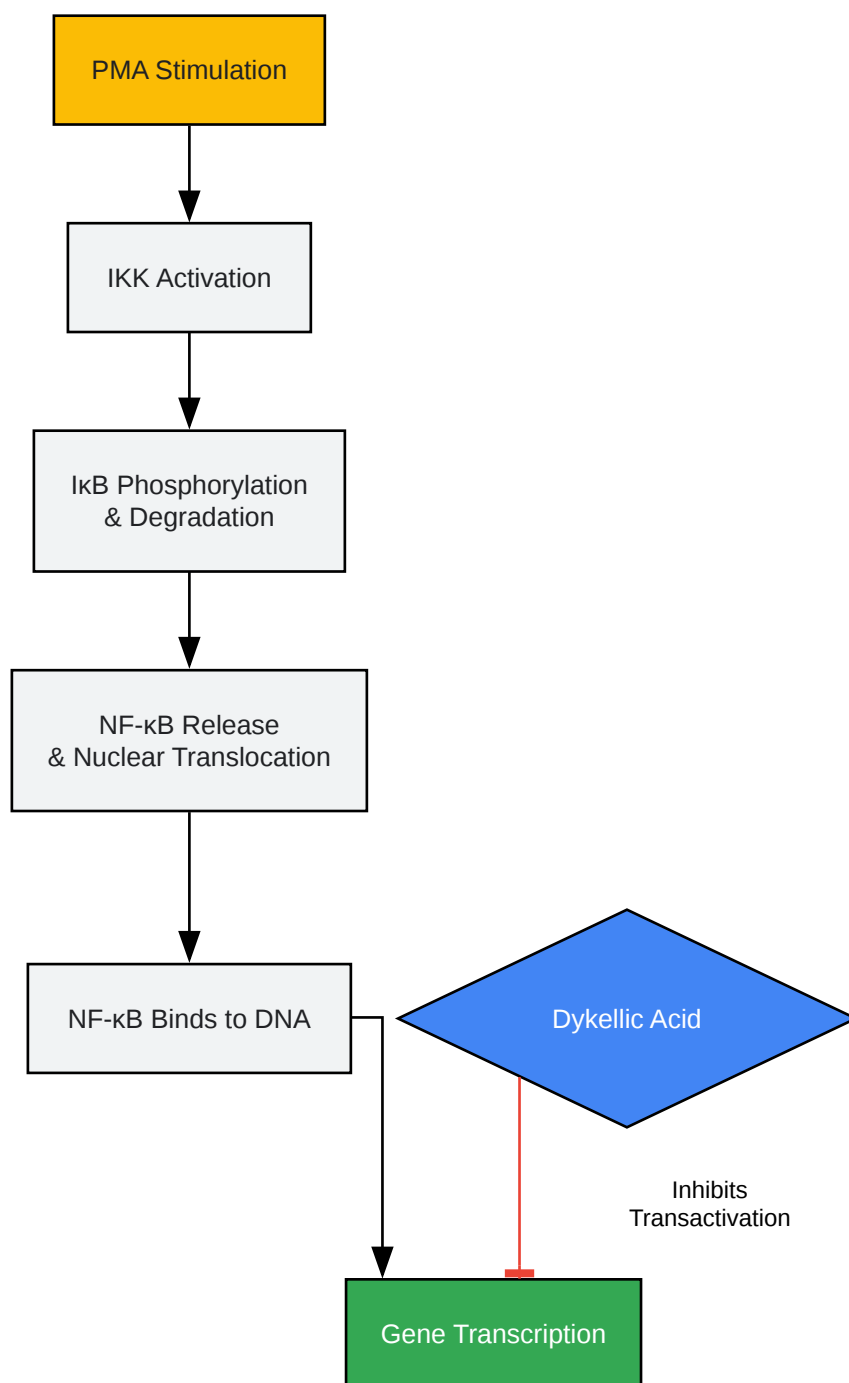 PMA Stimulation
IKK Activation
IκB Phosphorylation
& Degradation
NF-κB Release
& Nuclear Translocation
NF-κB Binds to DNA
Dykellic Acid
Inhibits
Transactivation
Gene Transcription